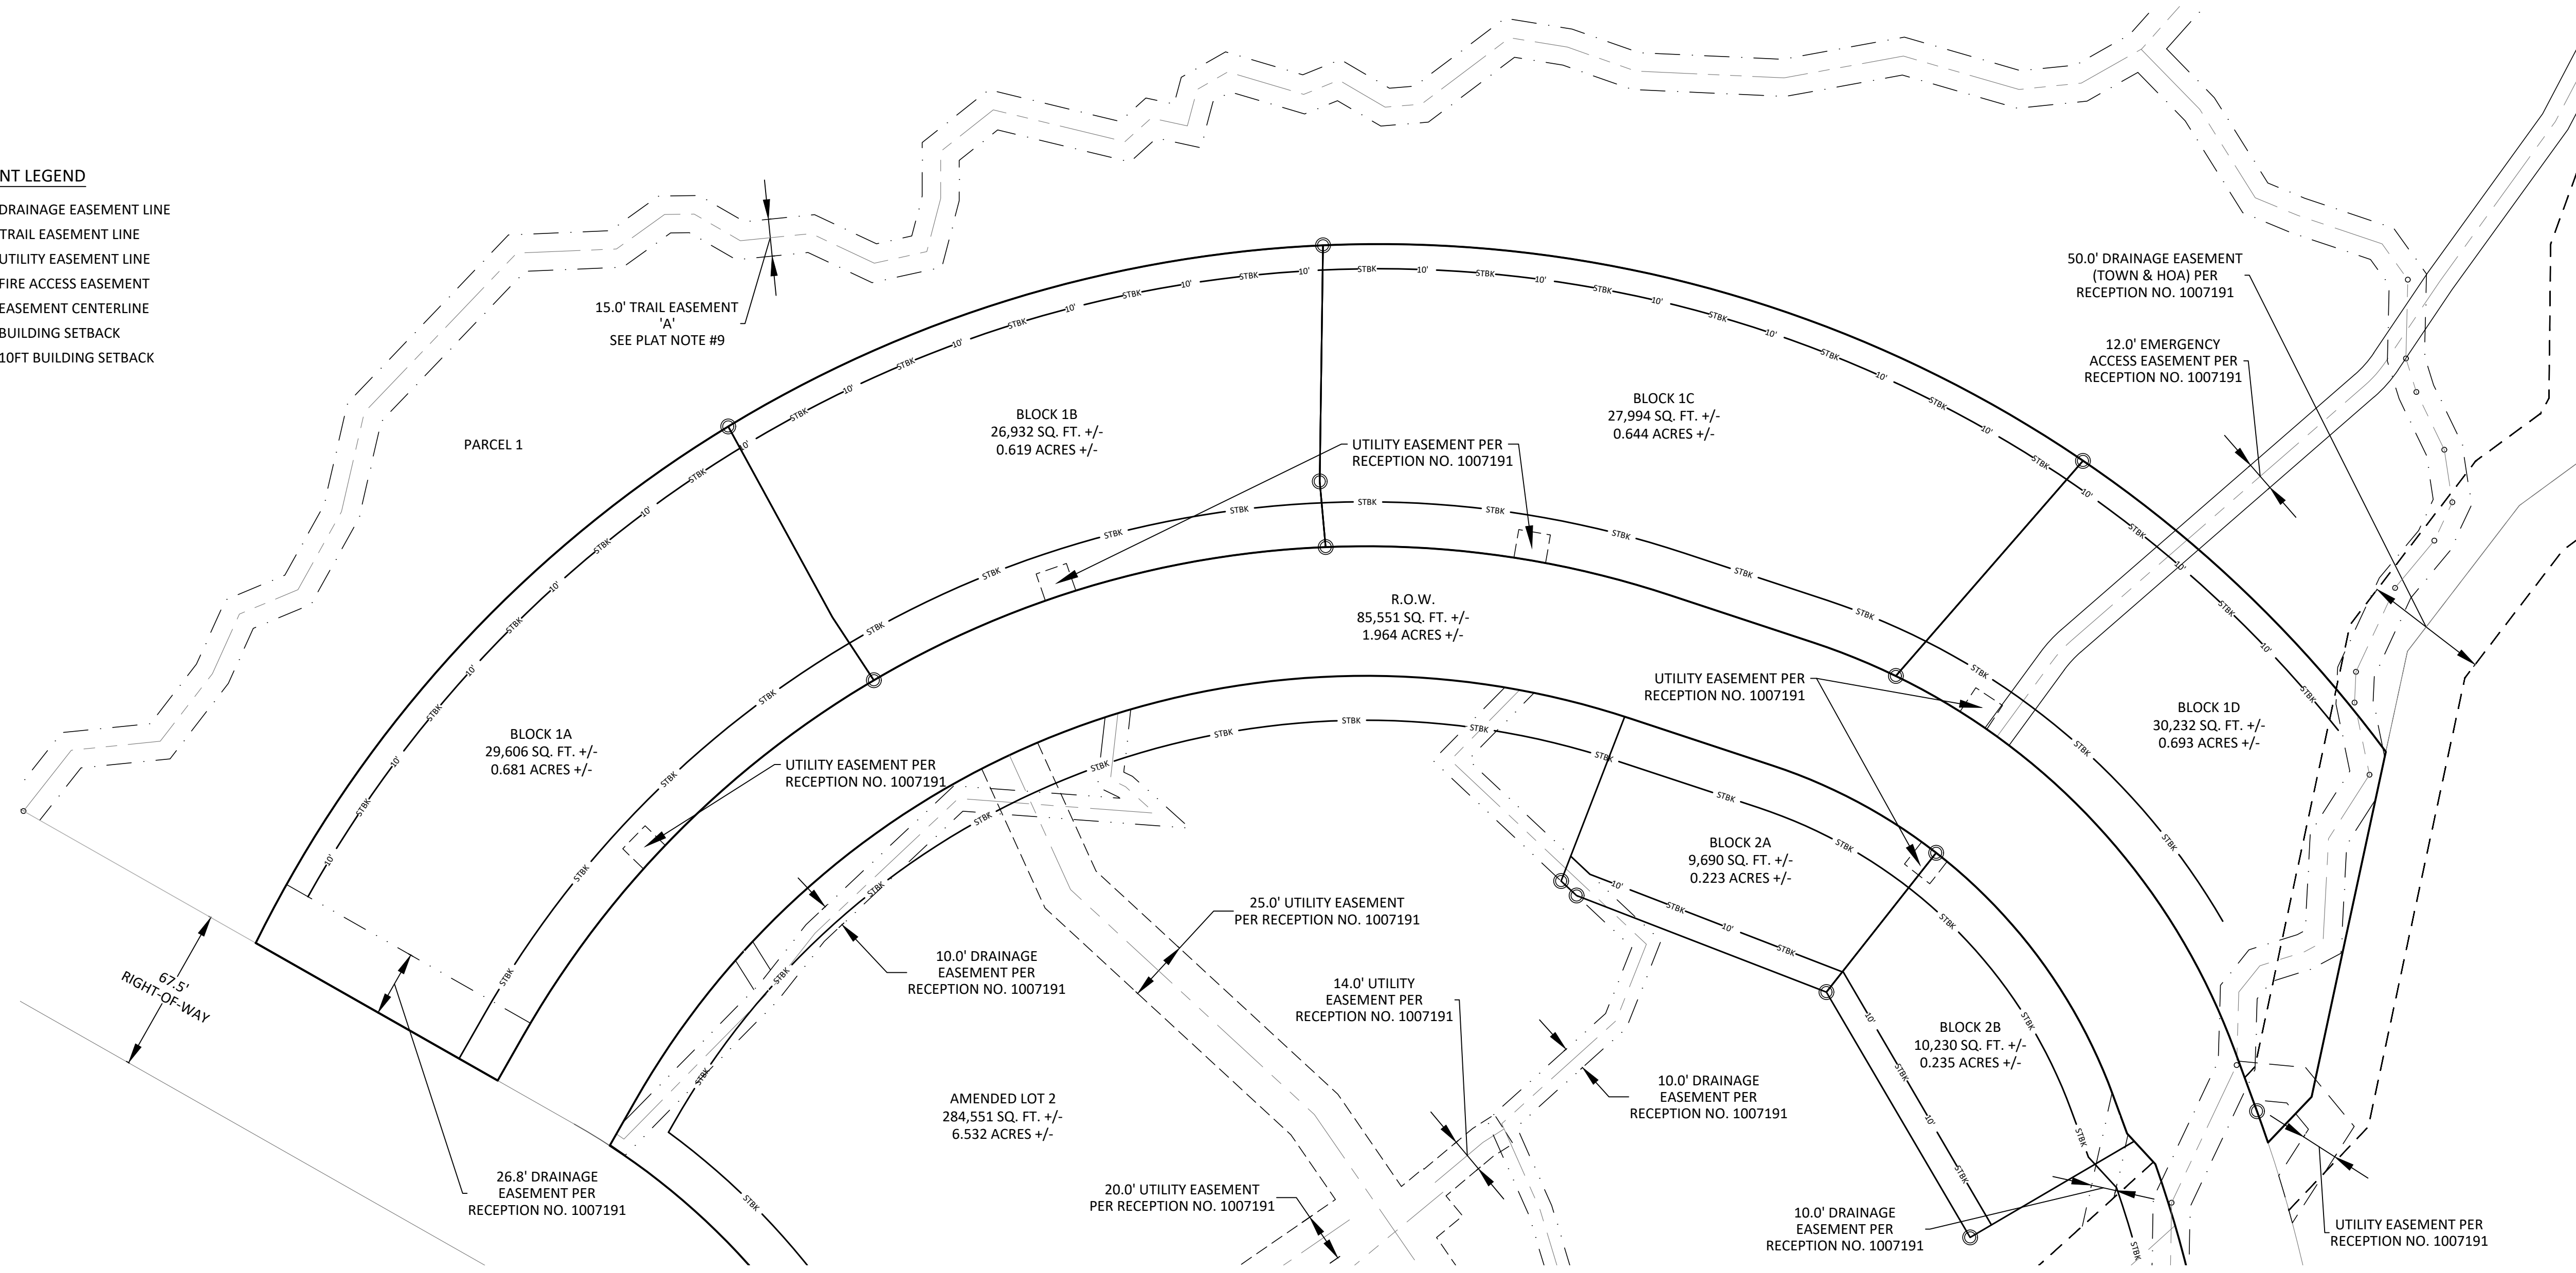 NT LEGEND
DRAINAGE EASEMENT LINE
TRAIL EASEMENT LINE
UTILITY EASEMENT LINE
FIRE ACCESS EASEMENT
EASEMENT CENTERLINE
BUILDING SETBACK
10FT BUILDING SETBACK
15.0' TRAIL EASEMENT
'A'
SEE PLAT NOTE #9
PARCEL 1
50.0' DRAINAGE EASEMENT
(TOWN & HOA) PER
RECEPTION NO. 1007191
12.0' EMERGENCY
ACCESS EASEMENT PER
RECEPTION NO. 1007191
BLOCK 1B
26,932 SQ. FT. +/-
0.619 ACRES +/-
BLOCK 1C
27,994 SQ. FT. +/-
0.644 ACRES +/-
UTILITY EASEMENT PER
RECEPTION NO. 1007191
R.O.W.
85,551 SQ. FT. +/-
1.964 ACRES +/-
UTILITY EASEMENT PER
RECEPTION NO. 1007191
BLOCK 1D
30,232 SQ. FT. +/-
0.693 ACRES +/-
BLOCK 1A
29,606 SQ. FT. +/-
0.681 ACRES +/-
UTILITY EASEMENT PER
RECEPTION NO. 1007191
BLOCK 2A
9,690 SQ. FT. +/-
0.223 ACRES +/-
25.0' UTILITY EASEMENT
PER RECEPTION NO. 1007191
10.0' DRAINAGE
EASEMENT PER
RECEPTION NO. 1007191
14.0' UTILITY
EASEMENT PER
RECEPTION NO. 1007191
67.5'
RIGHT-OF-WAY
BLOCK 2B
10,230 SQ. FT. +/-
0.235 ACRES +/-
AMENDED LOT 2
284,551 SQ. FT. +/-
6.532 ACRES +/-
10.0' DRAINAGE
EASEMENT PER
RECEPTION NO. 1007191
26.8' DRAINAGE
EASEMENT PER
RECEPTION NO. 1007191
20.0' UTILITY EASEMENT
PER RECEPTION NO. 1007191
10.0' DRAINAGE
EASEMENT PER
RECEPTION NO. 1007191
UTILITY EASEMENT PER
RECEPTION NO. 1007191
STBK
10'